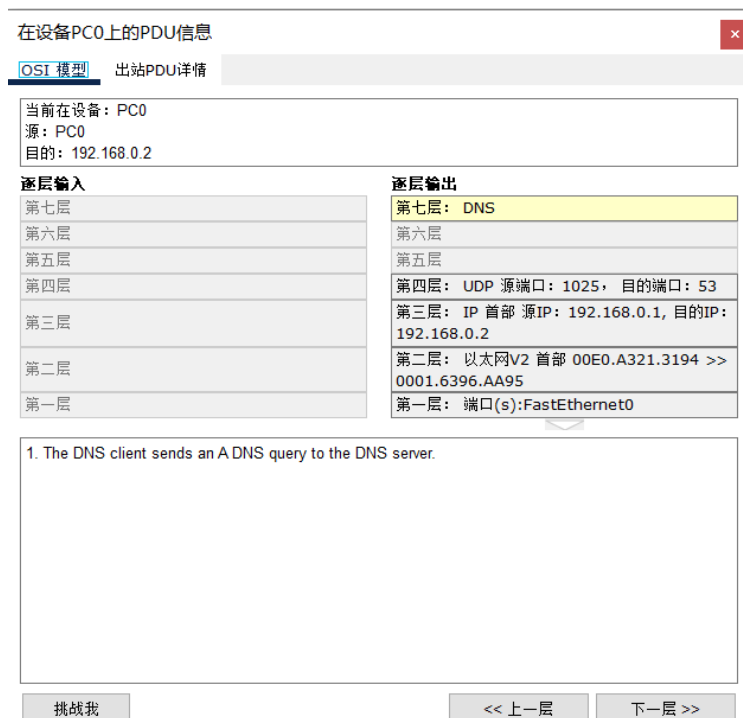 在设备PC0上的PDU信息
×
OSI 模型 出站PDU详情
当前在设备：PC0
源：PC0
目的：192.168.0.2
逐层输入
第七层
第六层
第五层
第四层
第三层
第二层
第一层
逐层输出
第七层： DNS
第六层
第五层
第四层： UDP 源端口：1025， 目的端口：53
第三层： IP 首部 源IP：192.168.0.1, 目的IP：
192.168.0.2
第二层： 以太网V2 首部 00E0.A321.3194 >>
0001.6396.AA95
第一层： 端口(s):FastEthernet0
1. The DNS client sends an A DNS query to the DNS server.
挑战我
<< 上一层
下一层 >>